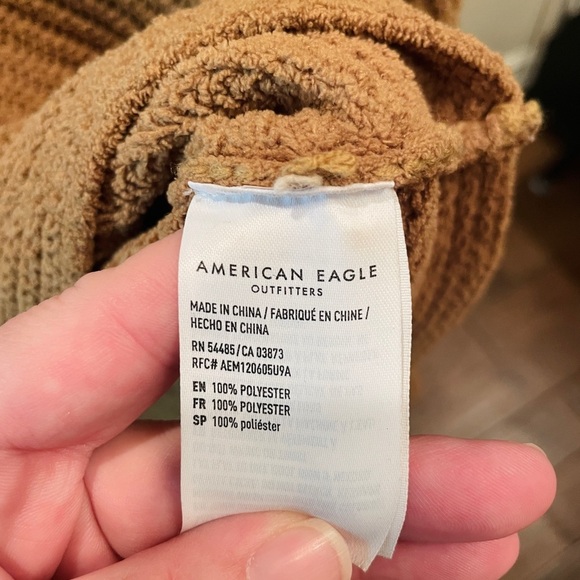 AMERICAN EAGLE
OUTFITTERS
MADE IN CHINA / FABRIQUÉ EN CHINE /
HECHO EN CHINA
RN 54485/CA 03873
RFC# AEM120605U9A
EN 100% POLYESTER
FR 100% POLYESTER
SP 100% poliéster